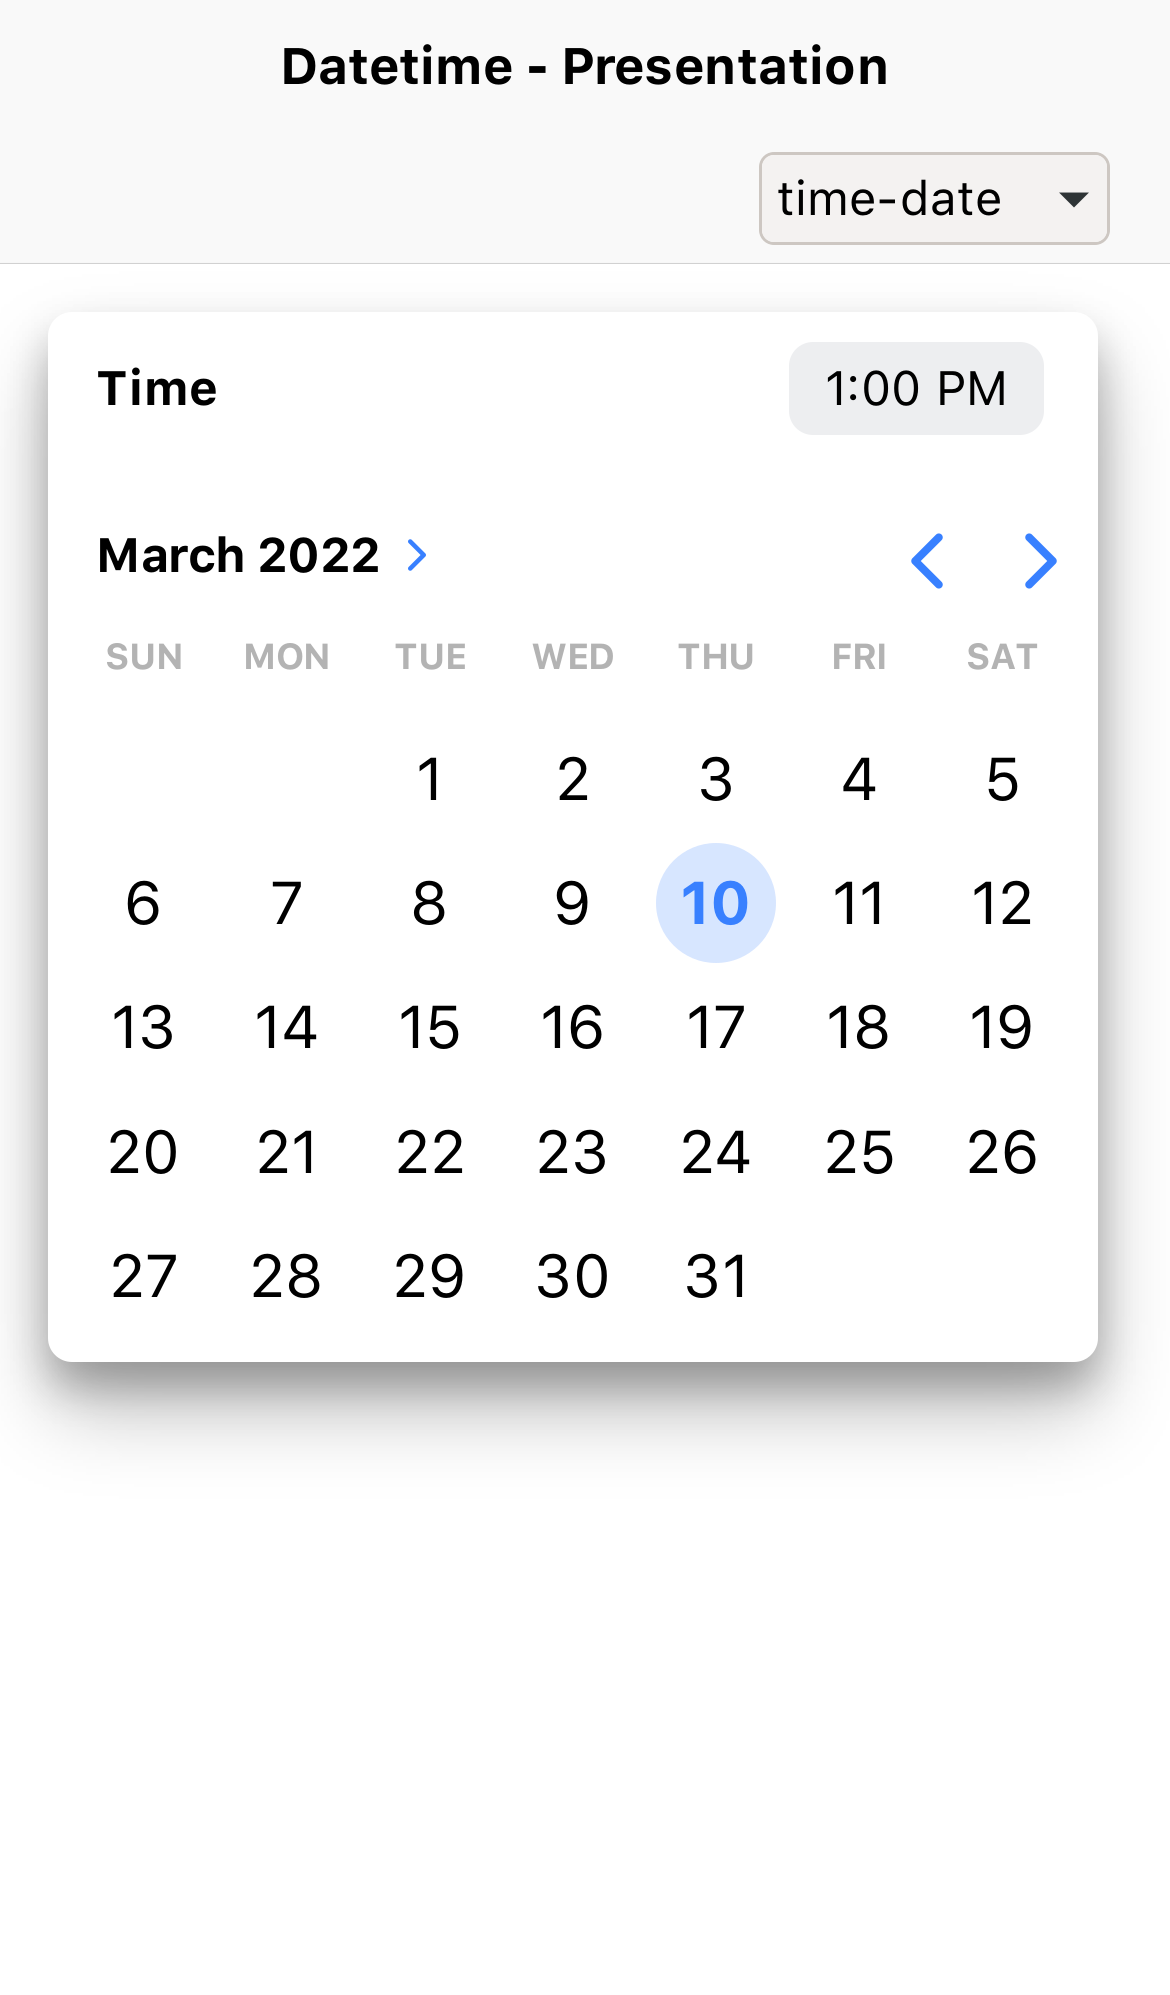 Datetime - Presentation
time-date
Time 1:00 PM
March 2022
SUN MON TUE WED THU FRI SAT
1 2 3 4 5
6 7 8 9 10 11 12
13 14 15 16 17 18 19
20 21 22 23 24 25 26
27 28 29 30 31